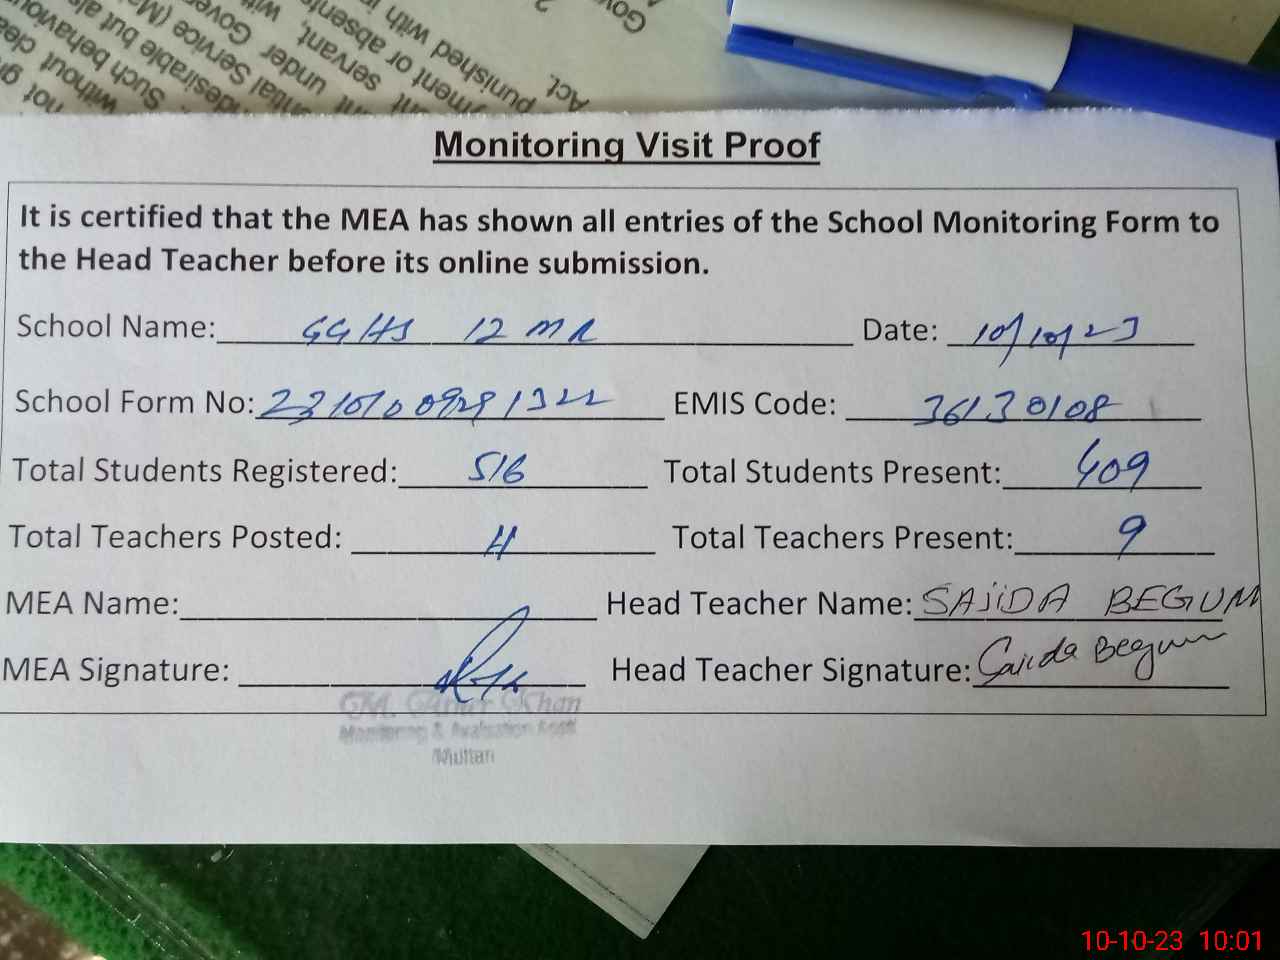 Monitoring Visit Proof
It is certified that the MEA has shown all entries of the School Monitoring Form to
the Head Teacher before its online submission.
School Name: GGHS 12 MR Date: 10/10/23
School Form No: EMIS Code: 36130108
Total Students Registered: 516 Total Students Present: 409
Total Teachers Posted: 11 Total Teachers Present: 9
MEA Name: Head Teacher Name: SAJIDA BEGUM
MEA Signature: Head Teacher Signature: Sajida Begum
Khan
Monitoring & Evaluation
Multan
10-10-23 10:01